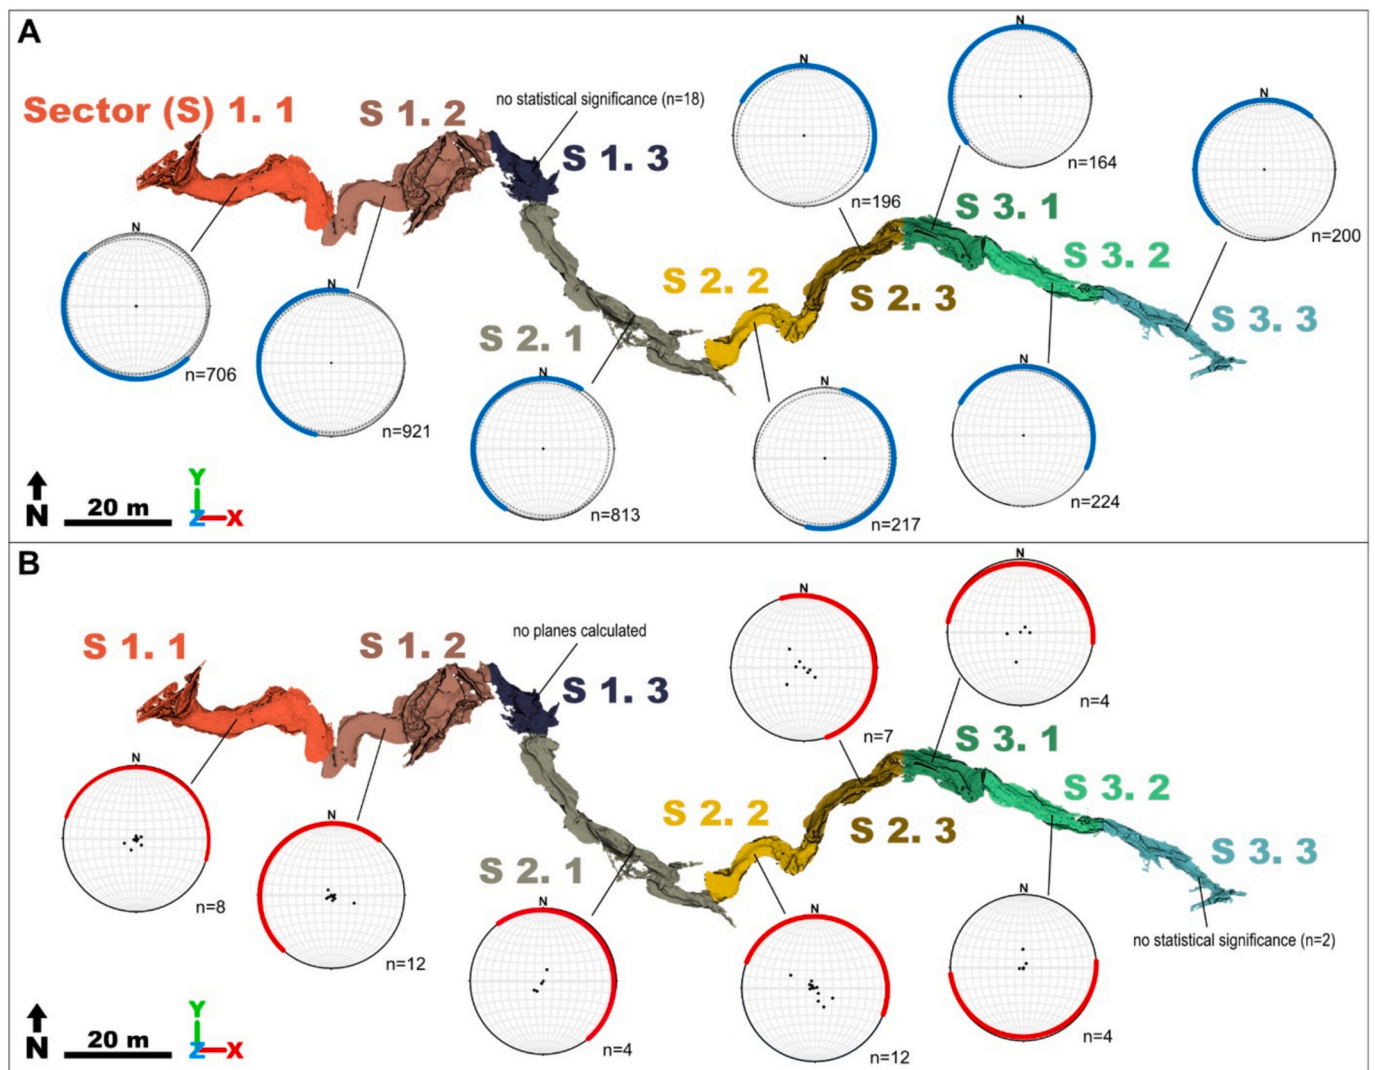 A
Sector (S) 1. 1
S 1. 2
no statistical significance (n=18)
S 1. 3
N
n=196
N
S 3. 1
n=164
N
n=200
N
n=706
N
n=921
S 2. 1
N
n=813
S 2. 2
S 2. 3
N
n=217
S 3. 2
S 3. 3
N
n=224
N
20 m
Y
Z
X
B
S 1. 1
S 1. 2
no planes calculated
S 1. 3
N
n=7
N
n=4
S 3. 1
S 3. 2
S 3. 3
N
n=8
N
n=12
S 2. 1
N
n=4
S 2. 2
S 2. 3
N
n=12
N
n=4
no statistical significance (n=2)
N
20 m
Y
Z
X